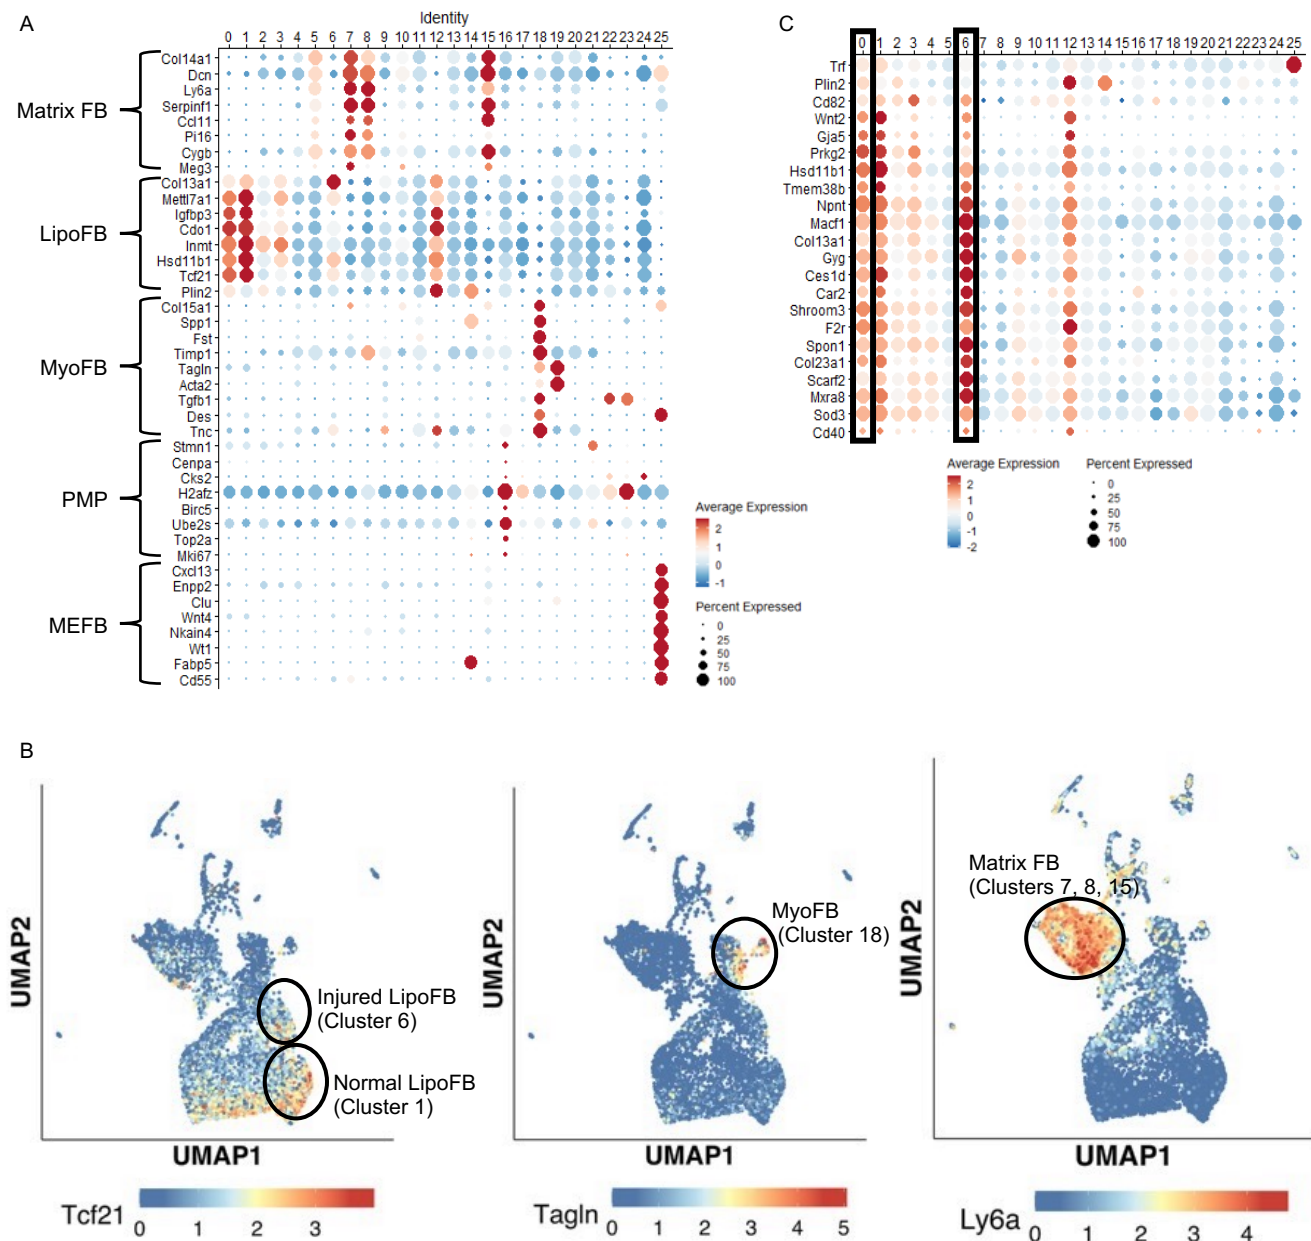 A
Identity
0 1 2 3 4 5 6 7 8 9 10 11 12 13 14 15 16 17 18 19 20 21 22 23 24 25
Matrix FB
Col14a1
Dcn
Ly6a
Serpinf1
Ccl11
Pi16
Cygb
Meg3
LipoFB
Col13a1
Mettl7a1
Igfbp3
Cdo1
Inmt
Hsd11b1
Tcf21
Plin2
MyoFB
Col15a1
Spp1
Fst
Timp1
Tagln
Acta2
Tgfb1
Des
Tnc
PMP
Stmn1
Cenpa
Cks2
H2afz
Birc5
Ube2s
Top2a
Mki67
MEFB
Cxcl13
Enpp2
Clu
Wnt4
Nkain4
Wt1
Fabp5
Cd55
Average Expression
2
1
0
-1
Percent Expressed
0
25
50
75
100
C
0 1 2 3 4 5 6 7 8 9 10 11 12 13 14 15 16 17 18 19 20 21 22 23 24 25
Trf
Plin2
Cd82
Wnt2
Gja5
Prkg2
Hsd11b1
Tmem38b
Npnt
Macf1
Col13a1
Gyg
Ces1d
Car2
Shroom3
F2r
Spon1
Col23a1
Scarf2
Mxra8
Sod3
Cd40
Average Expression
2
1
0
-1
-2
Percent Expressed
0
25
50
75
100
B
UMAP2
Injured LipoFB
(Cluster 6)
Normal LipoFB
(Cluster 1)
UMAP1
Tcf21
0 1 2 3
UMAP2
MyoFB
(Cluster 18)
UMAP1
Tagln
0 1 2 3 4 5
UMAP2
Matrix FB
(Clusters 7, 8, 15)
UMAP1
Ly6a
0 1 2 3 4